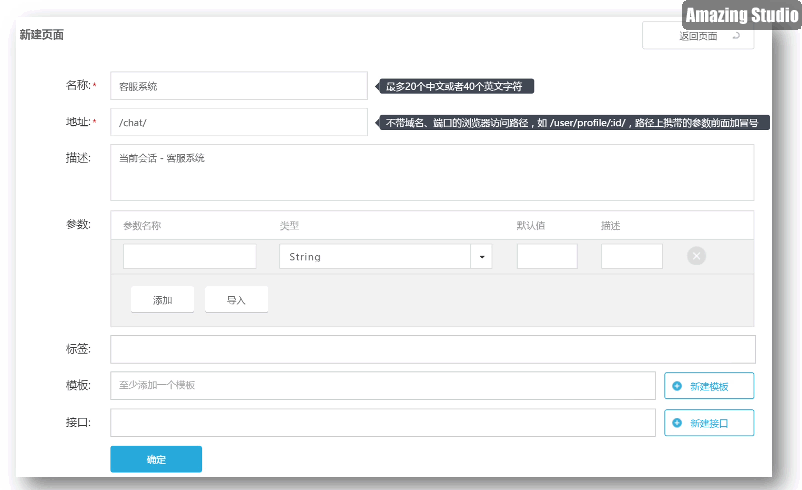 Amazing Studio
新建页面
返回页面
名称:* 客服系统 最多20个中文或者40个英文字符
地址:* /chat/ 不带域名、端口的浏览器访问路径，如 /user/profile/:id/，路径上携带的参数前面加冒号
描述: 当前会话 - 客服系统
参数: 参数名称 类型 默认值 描述
String
添加 导入
标签:
模板: 至少添加一个模板 新建模板
接口: 新建接口
确定